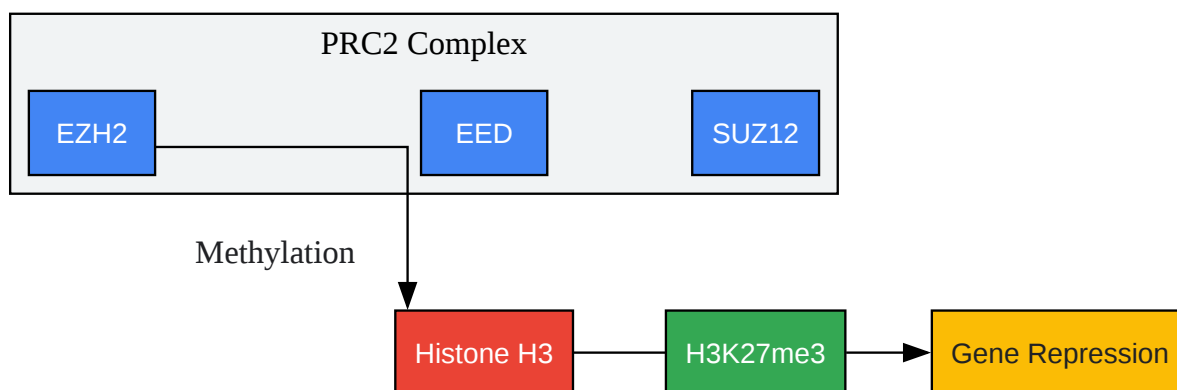 PRC2 Complex
EZH2
EED
SUZ12
Methylation
Histone H3
H3K27me3
Gene Repression